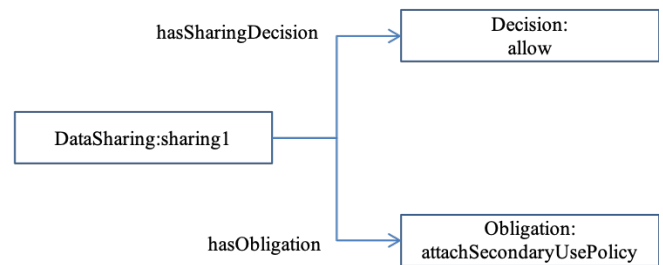 hasSharingDecision
Decision:
allow
DataSharing:sharing1
hasObligation
Obligation:
attachSecondaryUsePolicy